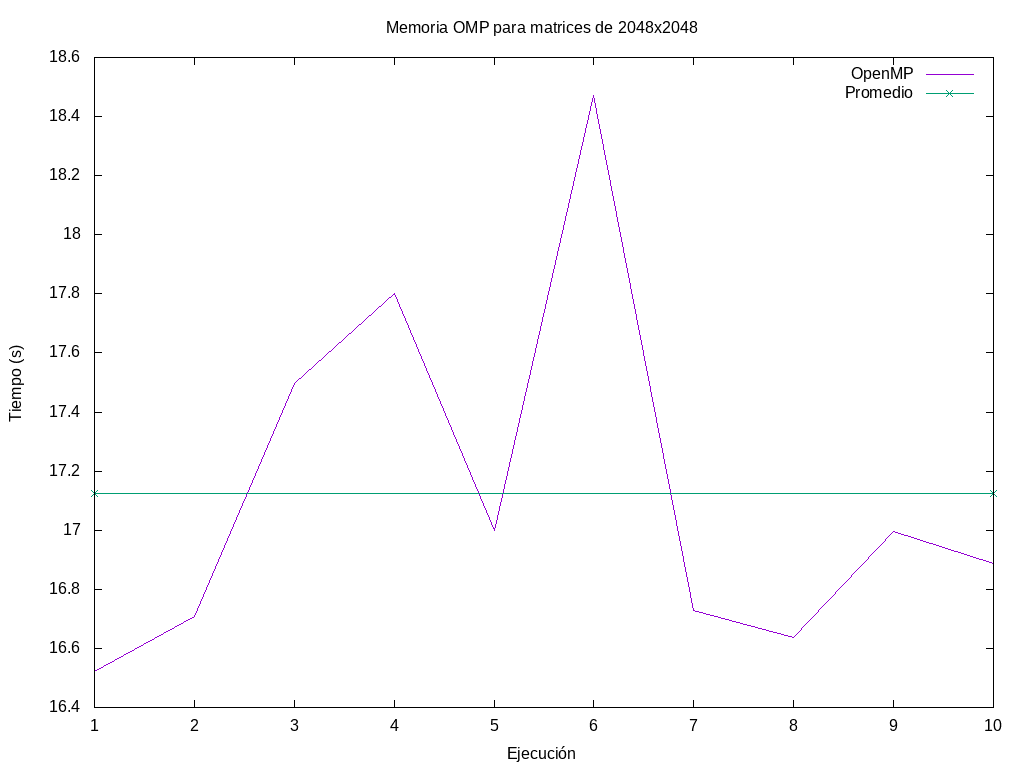 Memoria OMP para matrices de 2048x2048
OpenMP
Promedio
18.6
18.4
18.2
18
17.8
17.6
17.4
17.2
17
16.8
16.6
16.4
Tiempo (s)
1 2 3 4 5 6 7 8 9 10
Ejecución